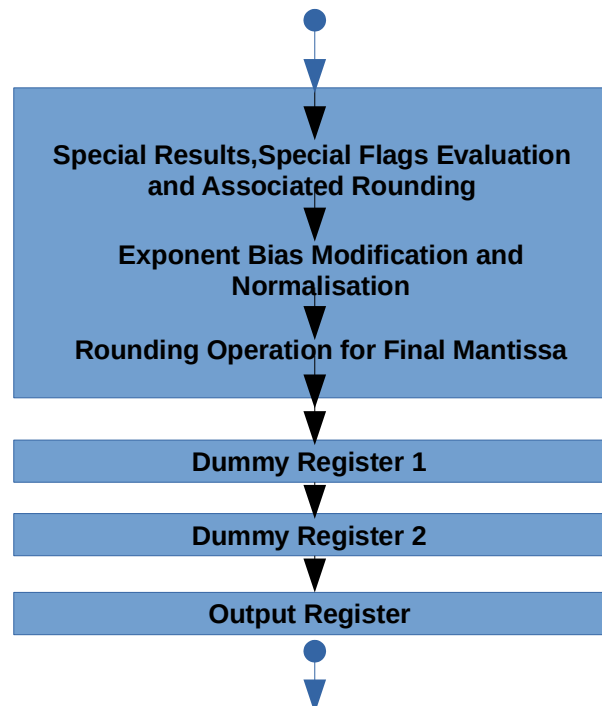 Special Results,Special Flags Evaluation
and Associated Rounding
Exponent Bias Modification and
Normalisation
Rounding Operation for Final Mantissa
Dummy Register 1
Dummy Register 2
Output Register